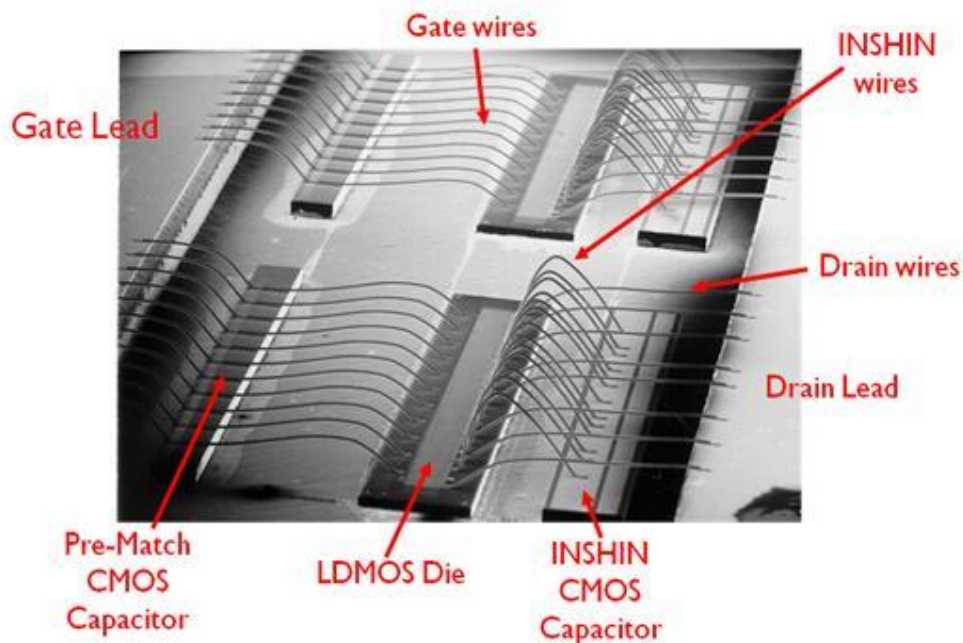 Gate wires
INSHIN
wires
Gate Lead
Drain wires
Drain Lead
Pre-Match
CMOS
Capacitor
LDMOS Die
INSHIN
CMOS
Capacitor